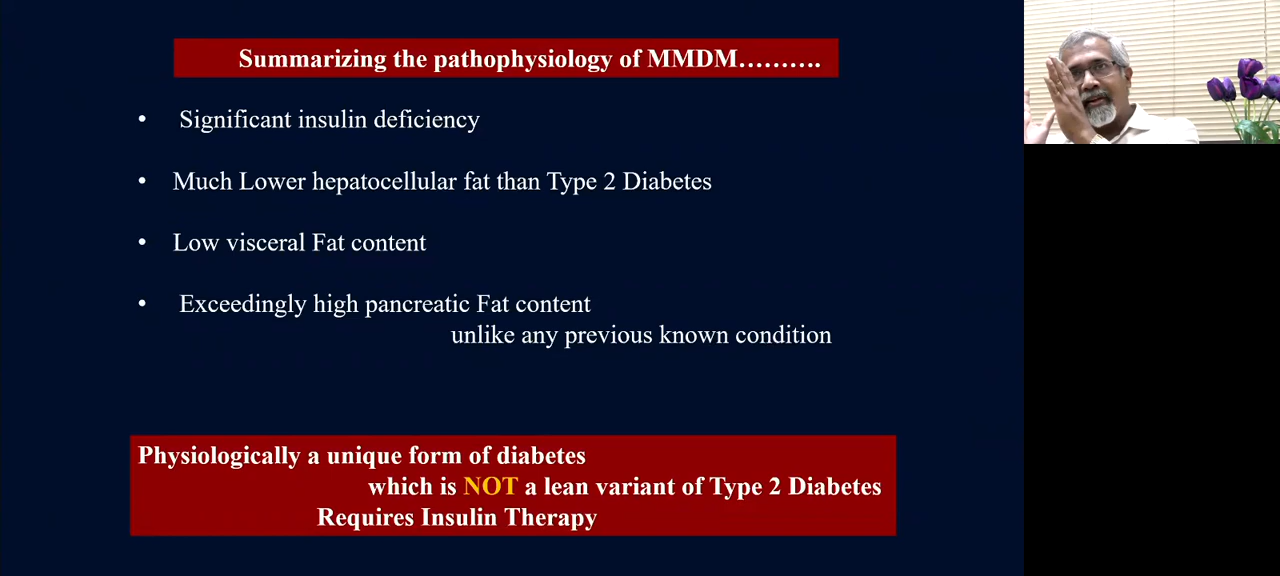 Summarizing the pathophysiology of MMDM……….
• Significant insulin deficiency
• Much Lower hepatocellular fat than Type 2 Diabetes
• Low visceral Fat content
• Exceedingly high pancreatic Fat content
unlike any previous known condition
Physiologically a unique form of diabetes
which is NOT a lean variant of Type 2 Diabetes
Requires Insulin Therapy